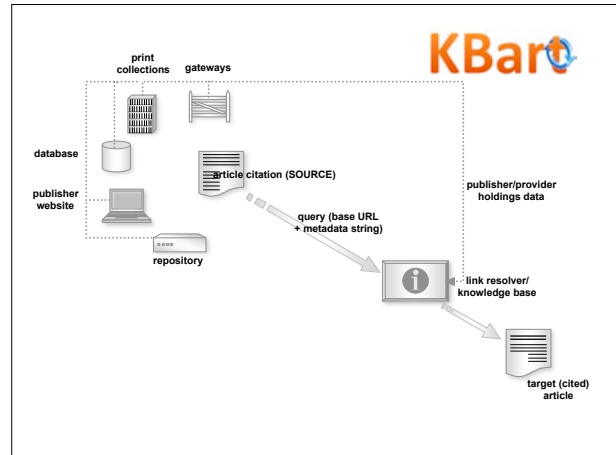 KBart
print
collections
gateways
database
article citation (SOURCE)
publisher
website
publisher/provider
holdings data
query (base URL
+ metadata string)
repository
link resolver/
knowledge base
target (cited)
article